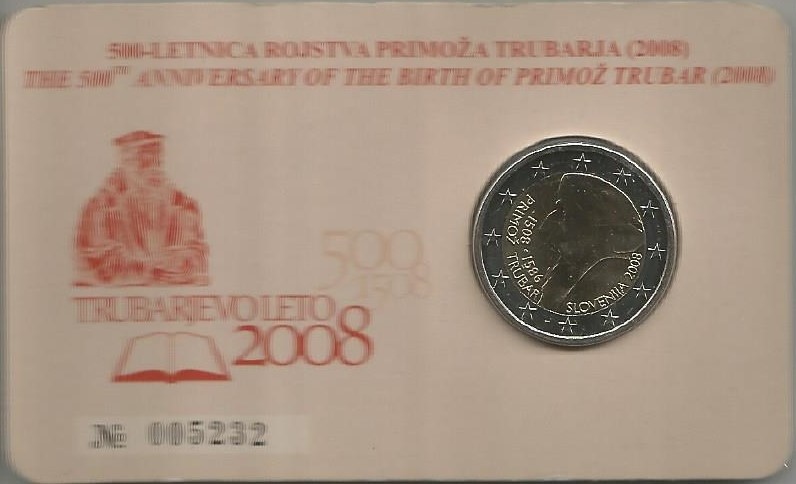 500-LETNICA ROJSTVA PRIMOŽA TRUBARJA (2008)
THE 500TH ANNIVERSARY OF THE BIRTH OF PRIMOŽ TRUBAR (2008)
500
1508
TRUBARJEVO LETO
2008
№ 005232
1508 · 1586
PRIMOŽ TRUBAR
SLOVENIJA 2008